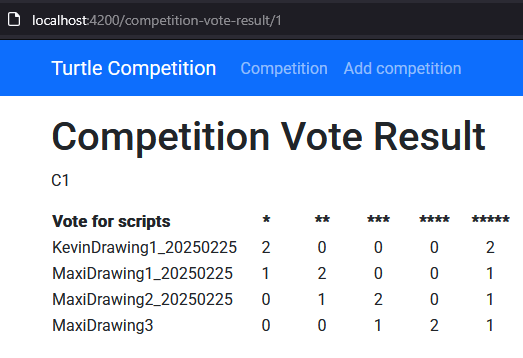 localhost:4200/competition-vote-result/1
Turtle Competition Competition Add competition
Competition Vote Result
C1
Vote for scripts * ** *** **** *****
KevinDrawing1_20250225 2 0 0 0 2
MaxiDrawing1_20250225 1 2 0 0 1
MaxiDrawing2_20250225 0 1 2 0 1
MaxiDrawing3 0 0 1 2 1